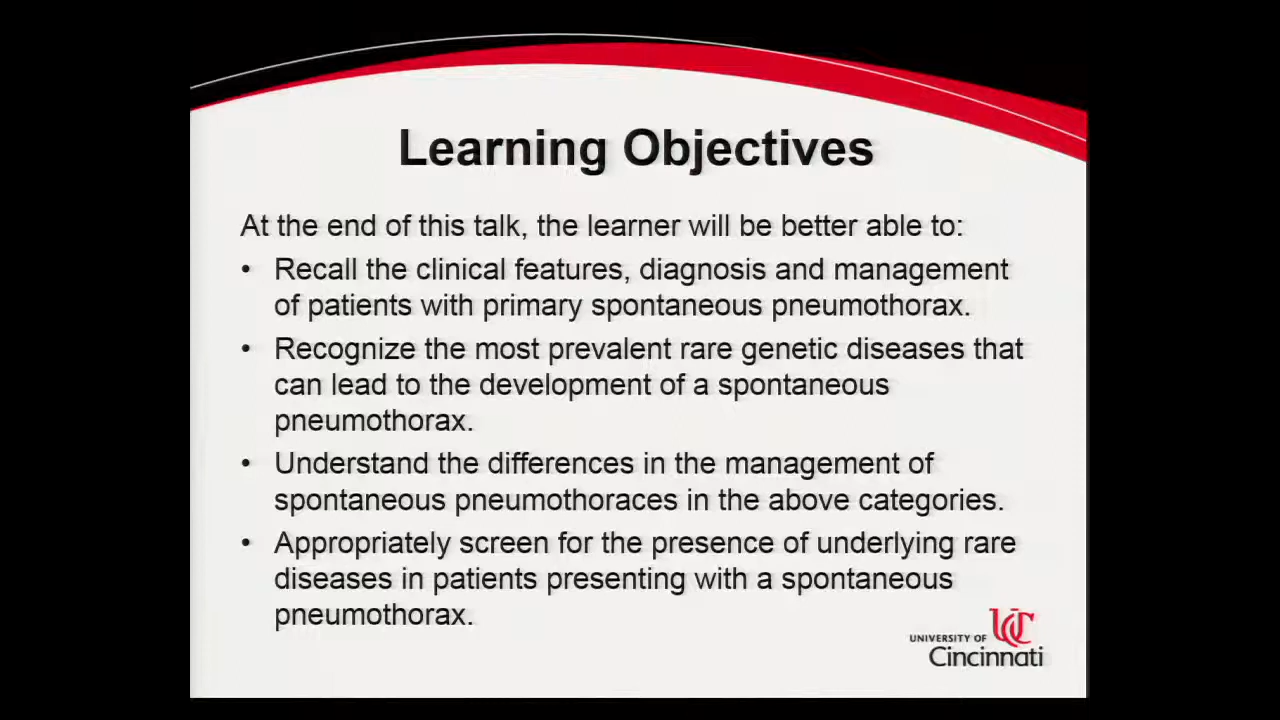 Learning Objectives
At the end of this talk, the learner will be better able to:
• Recall the clinical features, diagnosis and management
of patients with primary spontaneous pneumothorax.
• Recognize the most prevalent rare genetic diseases that
can lead to the development of a spontaneous
pneumothorax.
• Understand the differences in the management of
spontaneous pneumothoraces in the above categories.
• Appropriately screen for the presence of underlying rare
diseases in patients presenting with a spontaneous
pneumothorax.
UC
UNIVERSITY OF
Cincinnati